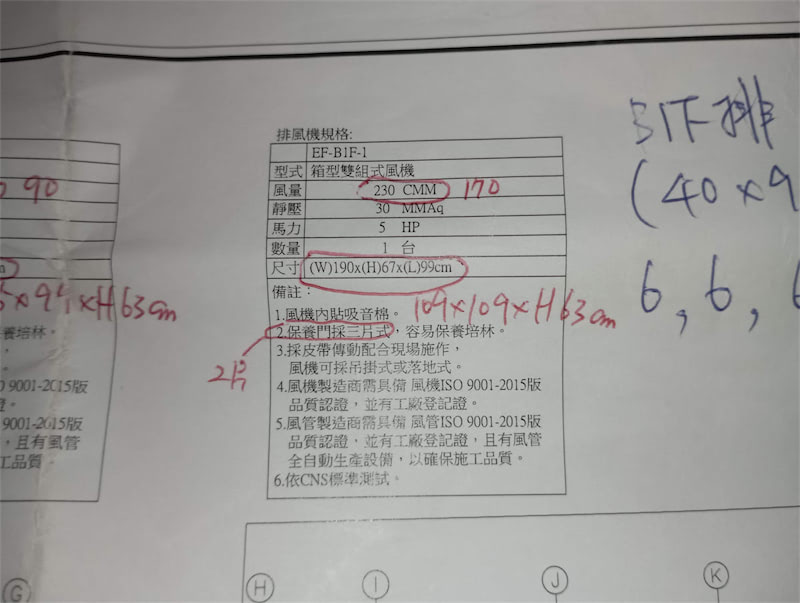 排風機規格:
EF-B1F-1
型式 箱型雙組式風機
風量 230 CMM 170
靜壓 30 MMAq
馬力 5 HP
數量 1 台
尺寸 (W)190x(H)67x(L)99cm
備註：
109×109×H63cm
1.風機內貼吸音棉。
2.保養門採三片式，容易保養培林。
2片
3.採皮帶傳動配合現場施作，
風機可採吊掛式或落地式。
4.風機製造商需具備 風機ISO 9001-2015版
品質認證，並有工廠登記證。
5.風管製造商需具備 風管ISO 9001-2015版
品質認證，並有工廠登記證，且有風管
全自動生產設備，以確保施工品質。
6.依CNS標準測試。
90
×H63cm
養培林。
9001-2015版
9001-2015版
，且有風管
工品質。
B1F排
(40×9
6, 6, 6
G H I J K